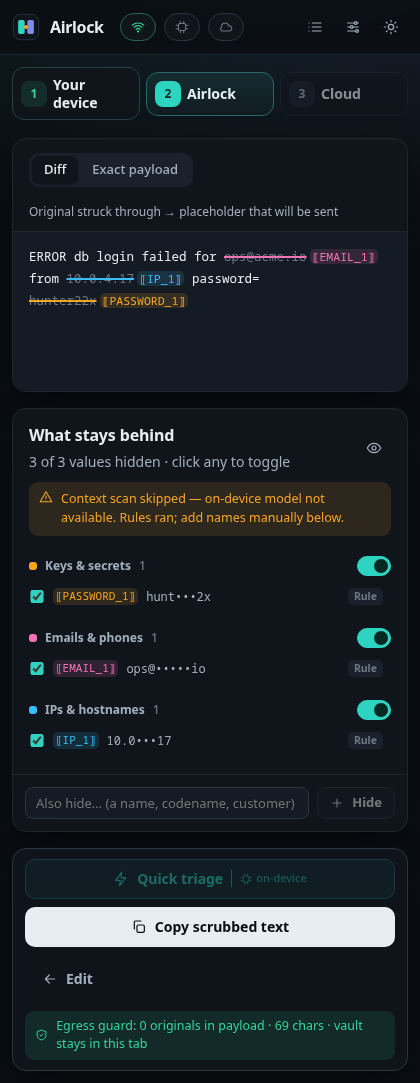 Airlock
1 Your device
2 Airlock
3 Cloud
Diff Exact payload
Original struck through → placeholder that will be sent
ERROR db login failed for ops@acme.io ⟦EMAIL_1⟧
from 10.0.4.17 ⟦IP_1⟧ password=
hunter22x ⟦PASSWORD_1⟧
What stays behind
3 of 3 values hidden · click any to toggle
Context scan skipped — on-device model not
available. Rules ran; add names manually below.
Keys & secrets 1
⟦PASSWORD_1⟧ hunt•••2x Rule
Emails & phones 1
⟦EMAIL_1⟧ ops@•••••io Rule
IPs & hostnames 1
⟦IP_1⟧ 10.0•••17 Rule
Also hide… (a name, codename, customer) + Hide
Quick triage on-device
Copy scrubbed text
← Edit
Egress guard: 0 originals in payload · 69 chars · vault
stays in this tab